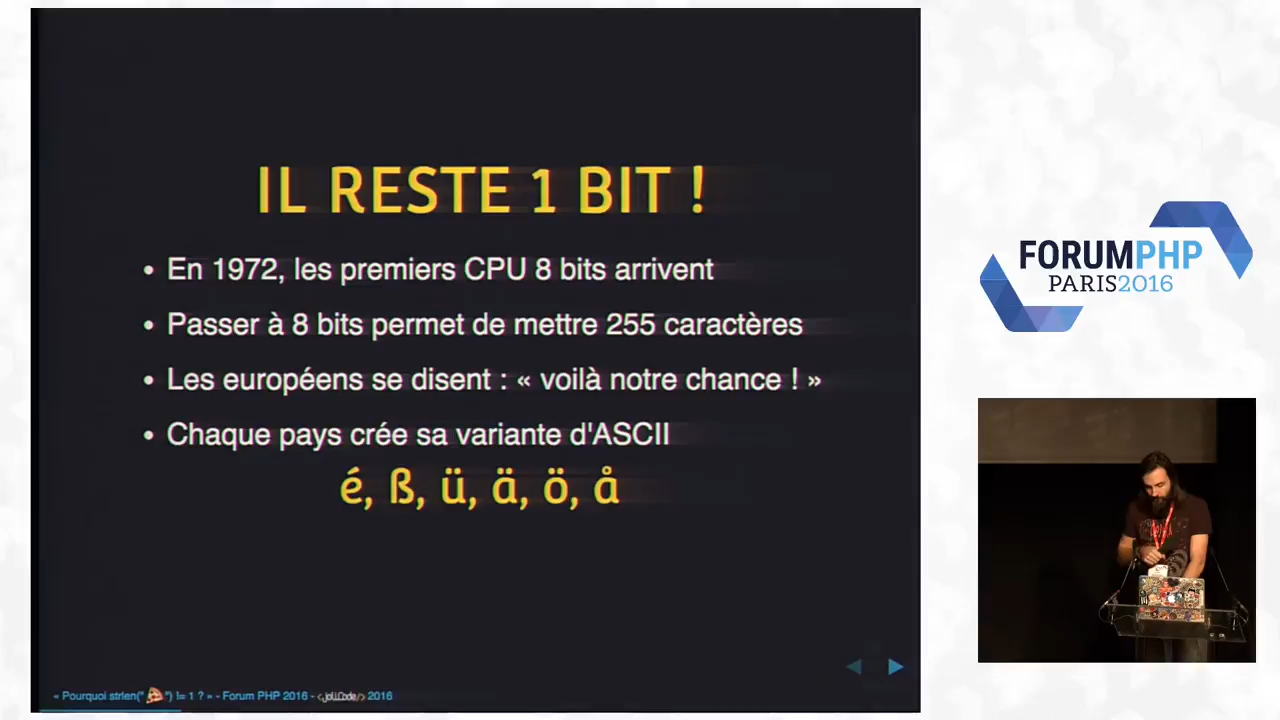 IL RESTE 1 BIT !
• En 1972, les premiers CPU 8 bits arrivent
• Passer à 8 bits permet de mettre 255 caractères
• Les européens se disent : « voilà notre chance ! »
• Chaque pays crée sa variante d'ASCII
é, ß, ü, ä, ö, å
« Pourquoi strlen("🍕") != 1 ? » - Forum PHP 2016 - </JoliCode/> 2016
FORUMPHP
PARIS2016